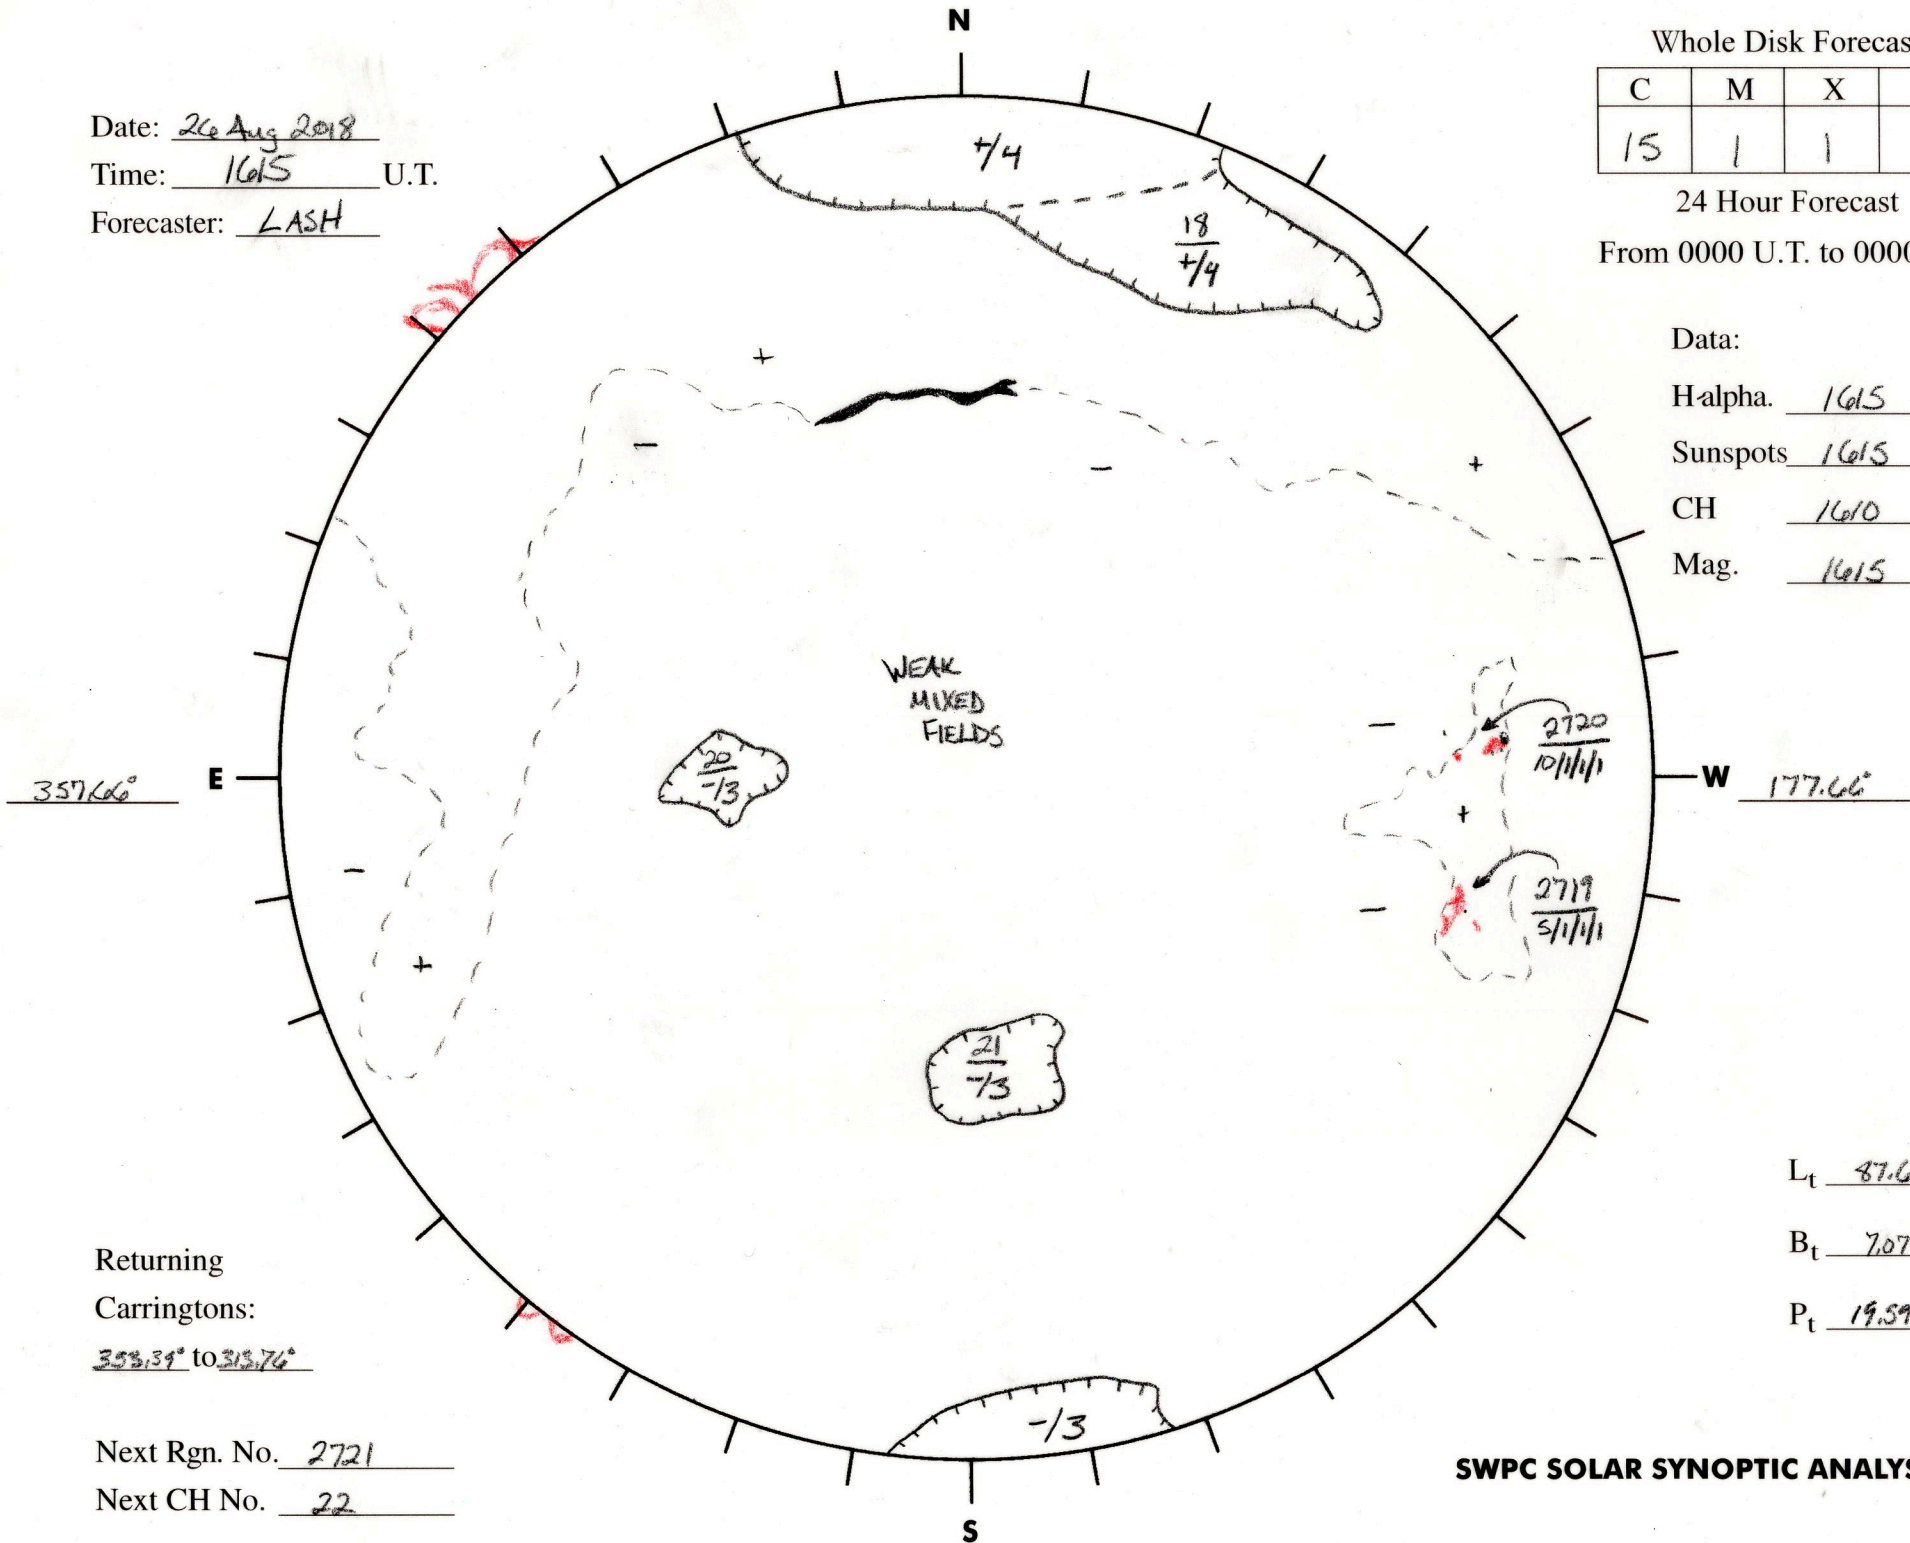 N
Whole Disk Forecas
C M X
15 1 1
24 Hour Forecast
From 0000 U.T. to 0000
Date: 26 Aug 2018
Time: 1615 U.T.
Forecaster: LASH
+/4
18
+/4
Data:
H-alpha. 1615
Sunspots 1615
CH 1610
Mag. 1615
+
-
-
+
WEAK
MIXED
FIELDS
-
2720
10/1/1/1
20
-/3
357.66° E
W 177.66°
+
-
2719
5/1/1/1
-
+
21
-/3
Lt 87.6
Bt 7.07
Pt 19.59
Returning
Carringtons:
to 313.76°
-/3
Next Rgn. No. 2721
Next CH No. 22
SWPC SOLAR SYNOPTIC ANALYS
S